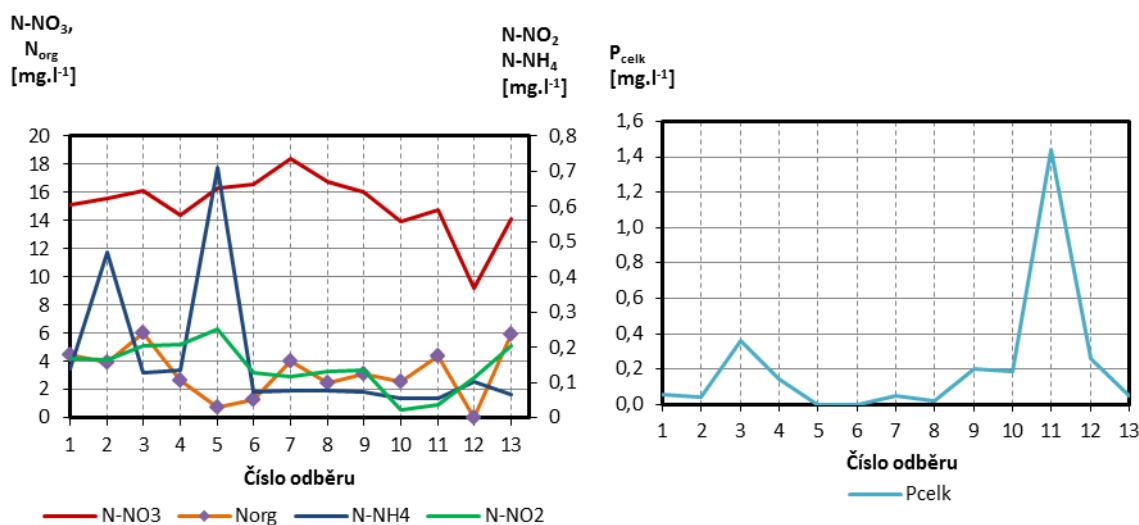 N-NO3,
Norg
[mg.l-1]
N-NO2
N-NH4
[mg.l-1]
20
18
16
14
12
10
8
6
4
2
0
0,8
0,7
0,6
0,5
0,4
0,3
0,2
0,1
0
1 2 3 4 5 6 7 8 9 10 11 12 13
Číslo odběru
N-NO3 Norg N-NH4 N-NO2
Pcelk
[mg.l-1]
1,6
1,4
1,2
1,0
0,8
0,6
0,4
0,2
0,0
1 2 3 4 5 6 7 8 9 10 11 12 13
Číslo odběru
Pcelk